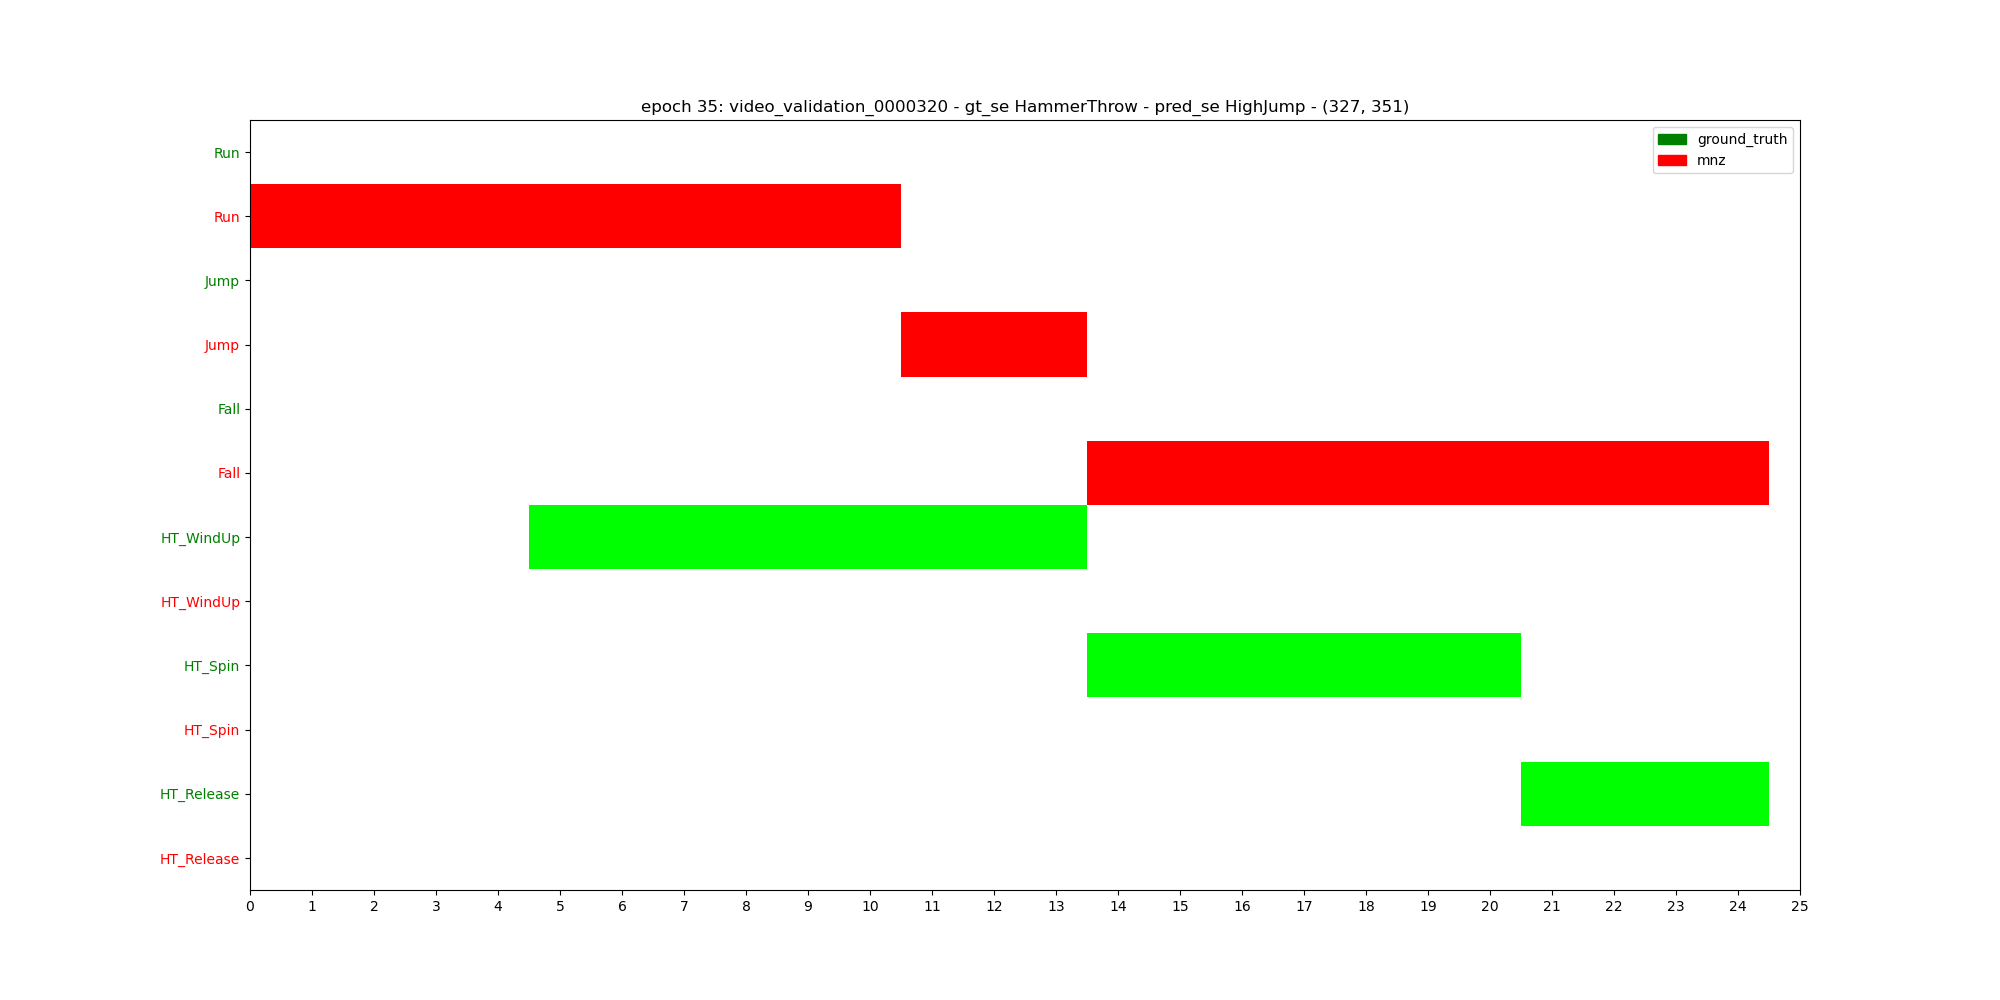 epoch 35: video_validation_0000320 - gt_se HammerThrow - pred_se HighJump - (327, 351)
ground_truth
mnz
Run
Run
Jump
Jump
Fall
Fall
HT_WindUp
HT_WindUp
HT_Spin
HT_Spin
HT_Release
HT_Release
0 1 2 3 4 5 6 7 8 9 10 11 12 13 14 15 16 17 18 19 20 21 22 23 24 25